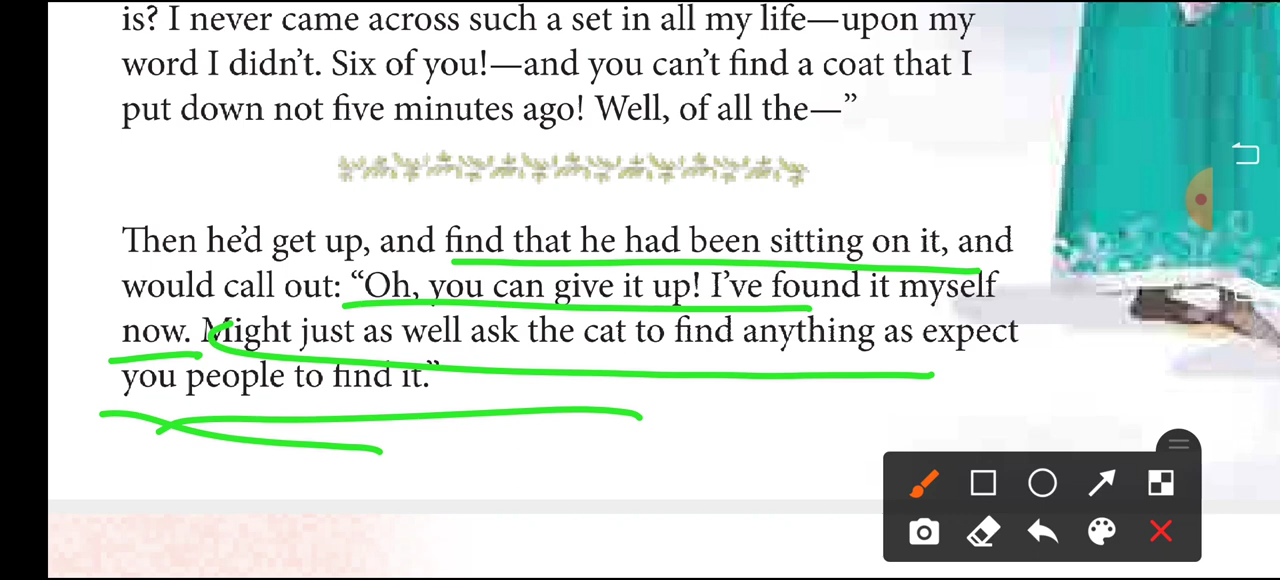 is? I never came across such a set in all my life—upon my
word I didn’t. Six of you!—and you can’t find a coat that I
put down not five minutes ago! Well, of all the—”
Then he’d get up, and find that he had been sitting on it, and
would call out: “Oh, you can give it up! I’ve found it myself
now. Might just as well ask the cat to find anything as expect
you people to find it.”